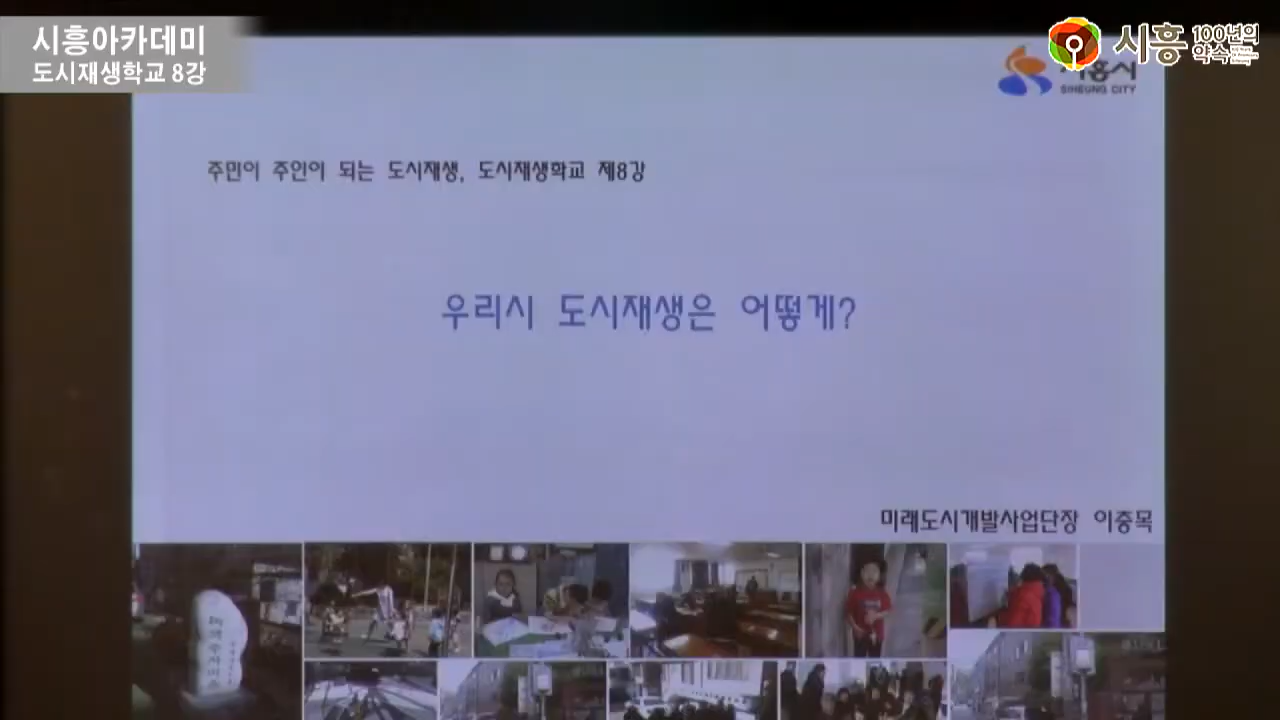 시흥아카데미
도시재생학교 8강
시흥 100년의 약속
시흥시
SIHEUNG CITY
주민이 주인이 되는 도시재생, 도시재생학교 제8강
우리시 도시재생은 어떻게?
미래도시개발사업단장 이충목